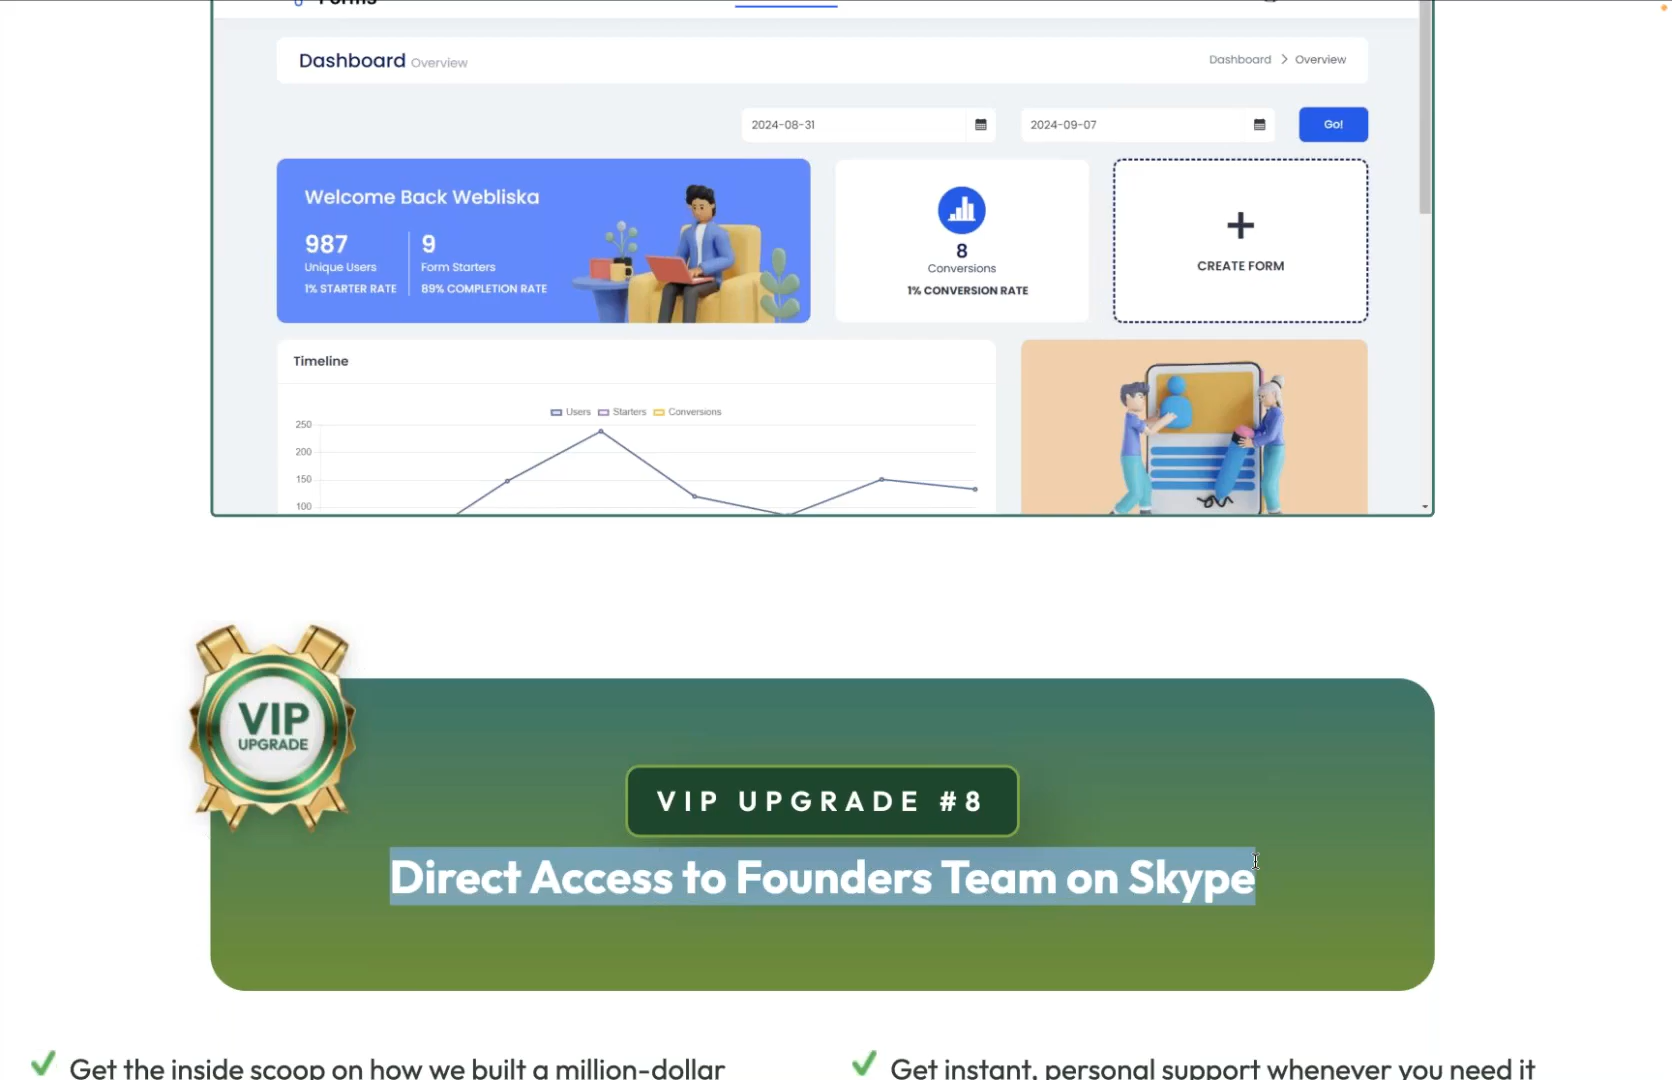 Forms
Dashboard Overview
Dashboard > Overview
2024-08-31
2024-09-07
Go!
Welcome Back Webliska
987
Unique Users
1% STARTER RATE
9
Form Starters
89% COMPLETION RATE
8
Conversions
1% CONVERSION RATE
+
CREATE FORM
Timeline
Users Starters Conversions
250
200
150
100
VIP
UPGRADE
VIP UPGRADE #8
Direct Access to Founders Team on Skype
Get the inside scoop on how we built a million-dollar
Get instant, personal support whenever you need it